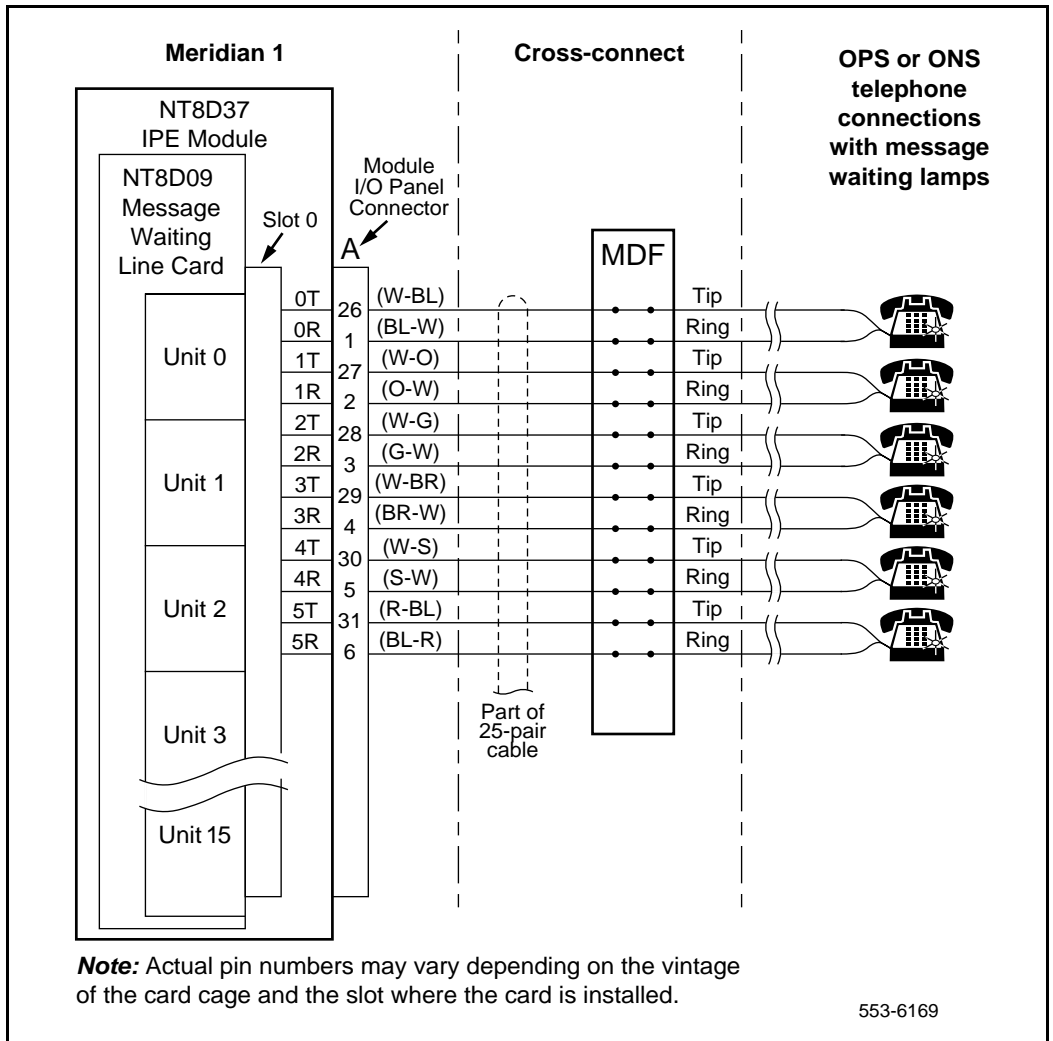 Meridian 1
Cross-connect
OPS or ONS
telephone
connections
with message
waiting lamps
NT8D37
IPE Module
NT8D09
Message
Waiting
Line Card
Slot 0
Module
I/O Panel
Connector
A
MDF
Unit 0
Unit 1
Unit 2
Unit 3
Unit 15
0T 26 (W-BL) Tip
0R 1 (BL-W) Ring
1T 27 (W-O) Tip
1R 2 (O-W) Ring
2T 28 (W-G) Tip
2R 3 (G-W) Ring
3T 29 (W-BR) Tip
3R 4 (BR-W) Ring
4T 30 (W-S) Tip
4R 5 (S-W) Ring
5T 31 (R-BL) Tip
5R 6 (BL-R) Ring
Part of
25-pair
cable
Note: Actual pin numbers may vary depending on the vintage
of the card cage and the slot where the card is installed.
553-6169